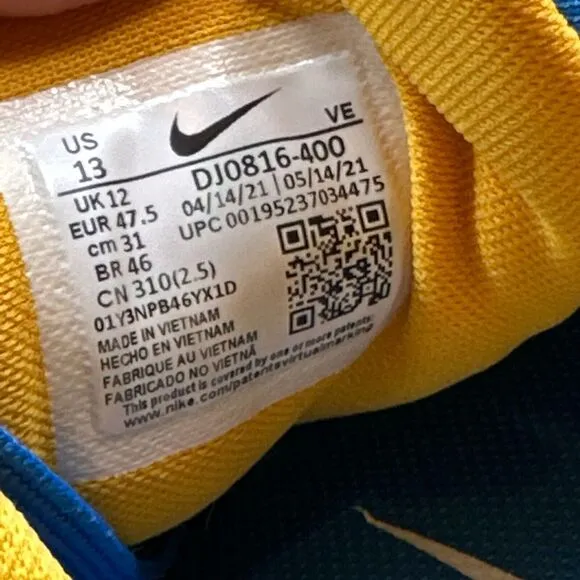 US VE
13 DJ0816-400
UK 12 04/14/21 | 05/14/21
EUR 47.5 UPC 00195237034475
cm 31
BR 46
CN 310(2.5)
01Y3NPB46YX1D
MADE IN VIETNAM
HECHO EN VIETNAM
FABRIQUE AU VIETNAM
FABRICADO NO VIETNÃ
This product is covered by one or more patents:
www.nike.com/patentsvirtualmarking